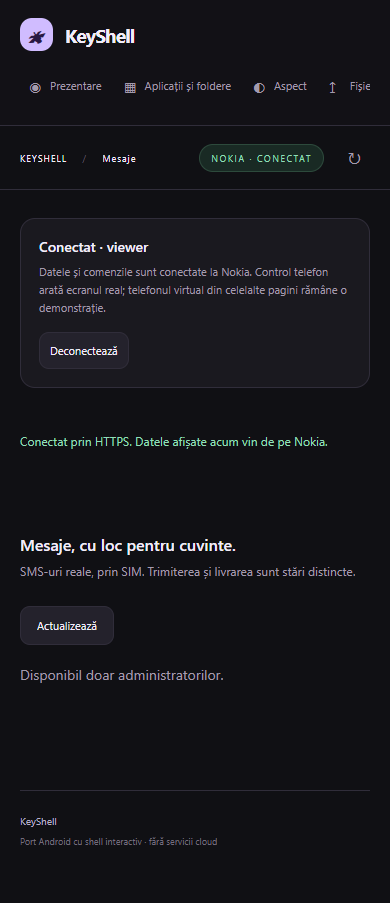 KeyShell
Prezentare Aplicații și foldere Aspect Fișie
KEYSHELL / Mesaje NOKIA · CONECTAT
Conectat · viewer
Datele și comenzile sunt conectate la Nokia. Control telefon
arată ecranul real; telefonul virtual din celelalte pagini rămâne o
demonstrație.
Deconectează
Conectat prin HTTPS. Datele afișate acum vin de pe Nokia.
Mesaje, cu loc pentru cuvinte.
SMS-uri reale, prin SIM. Trimiterea și livrarea sunt stări distincte.
Actualizează
Disponibil doar administratorilor.
KeyShell
Port Android cu shell interactiv · fără servicii cloud